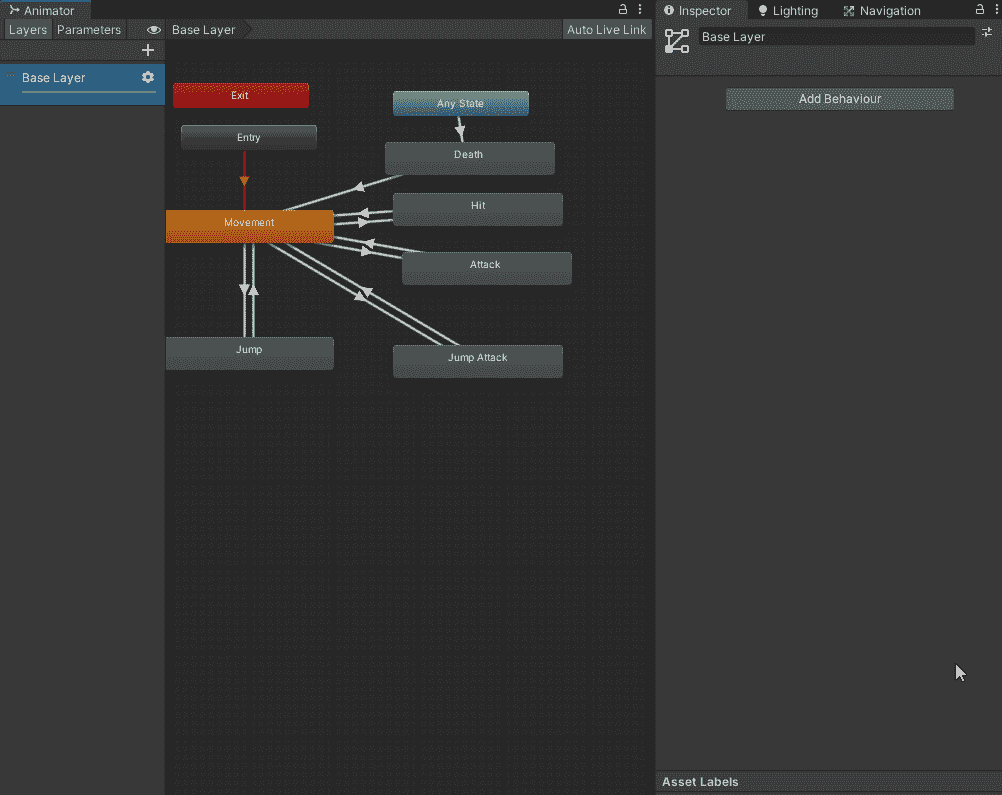 Animator
Inspector
Lighting
Navigation
Layers
Parameters
Base Layer
Auto Live Link
Base Layer
Base Layer
Add Behaviour
Exit
Any State
Entry
Death
Hit
Movement
Attack
Jump
Jump Attack
Asset Labels